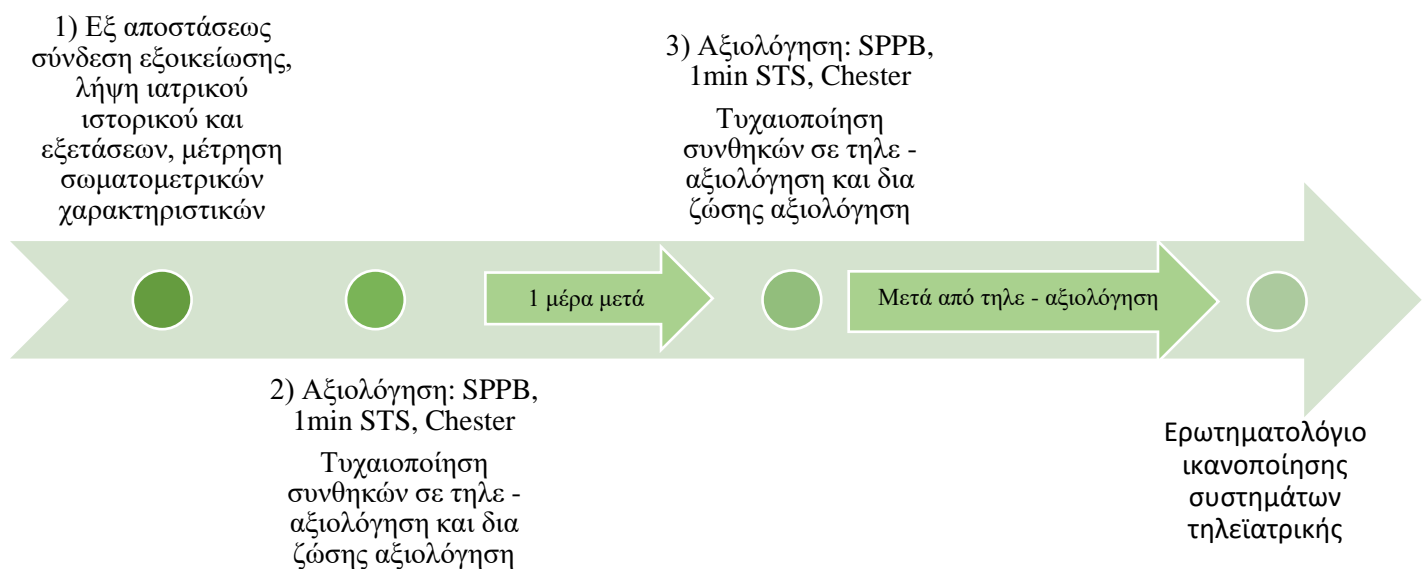 1) Εξ αποστάσεως
σύνδεση εξοικείωσης,
λήψη ιατρικού
ιστορικού και
εξετάσεων, μέτρηση
σωματομετρικών
χαρακτηριστικών
2) Αξιολόγηση: SPPB,
1min STS, Chester
Τυχαιοποίηση
συνθηκών σε τηλε -
αξιολόγηση και δια
ζώσης αξιολόγηση
1 μέρα μετά
3) Αξιολόγηση: SPPB,
1min STS, Chester
Τυχαιοποίηση
συνθηκών σε τηλε -
αξιολόγηση και δια
ζώσης αξιολόγηση
Μετά από τηλε - αξιολόγηση
Ερωτηματολόγιο
ικανοποίησης
συστημάτων
τηλεϊατρικής